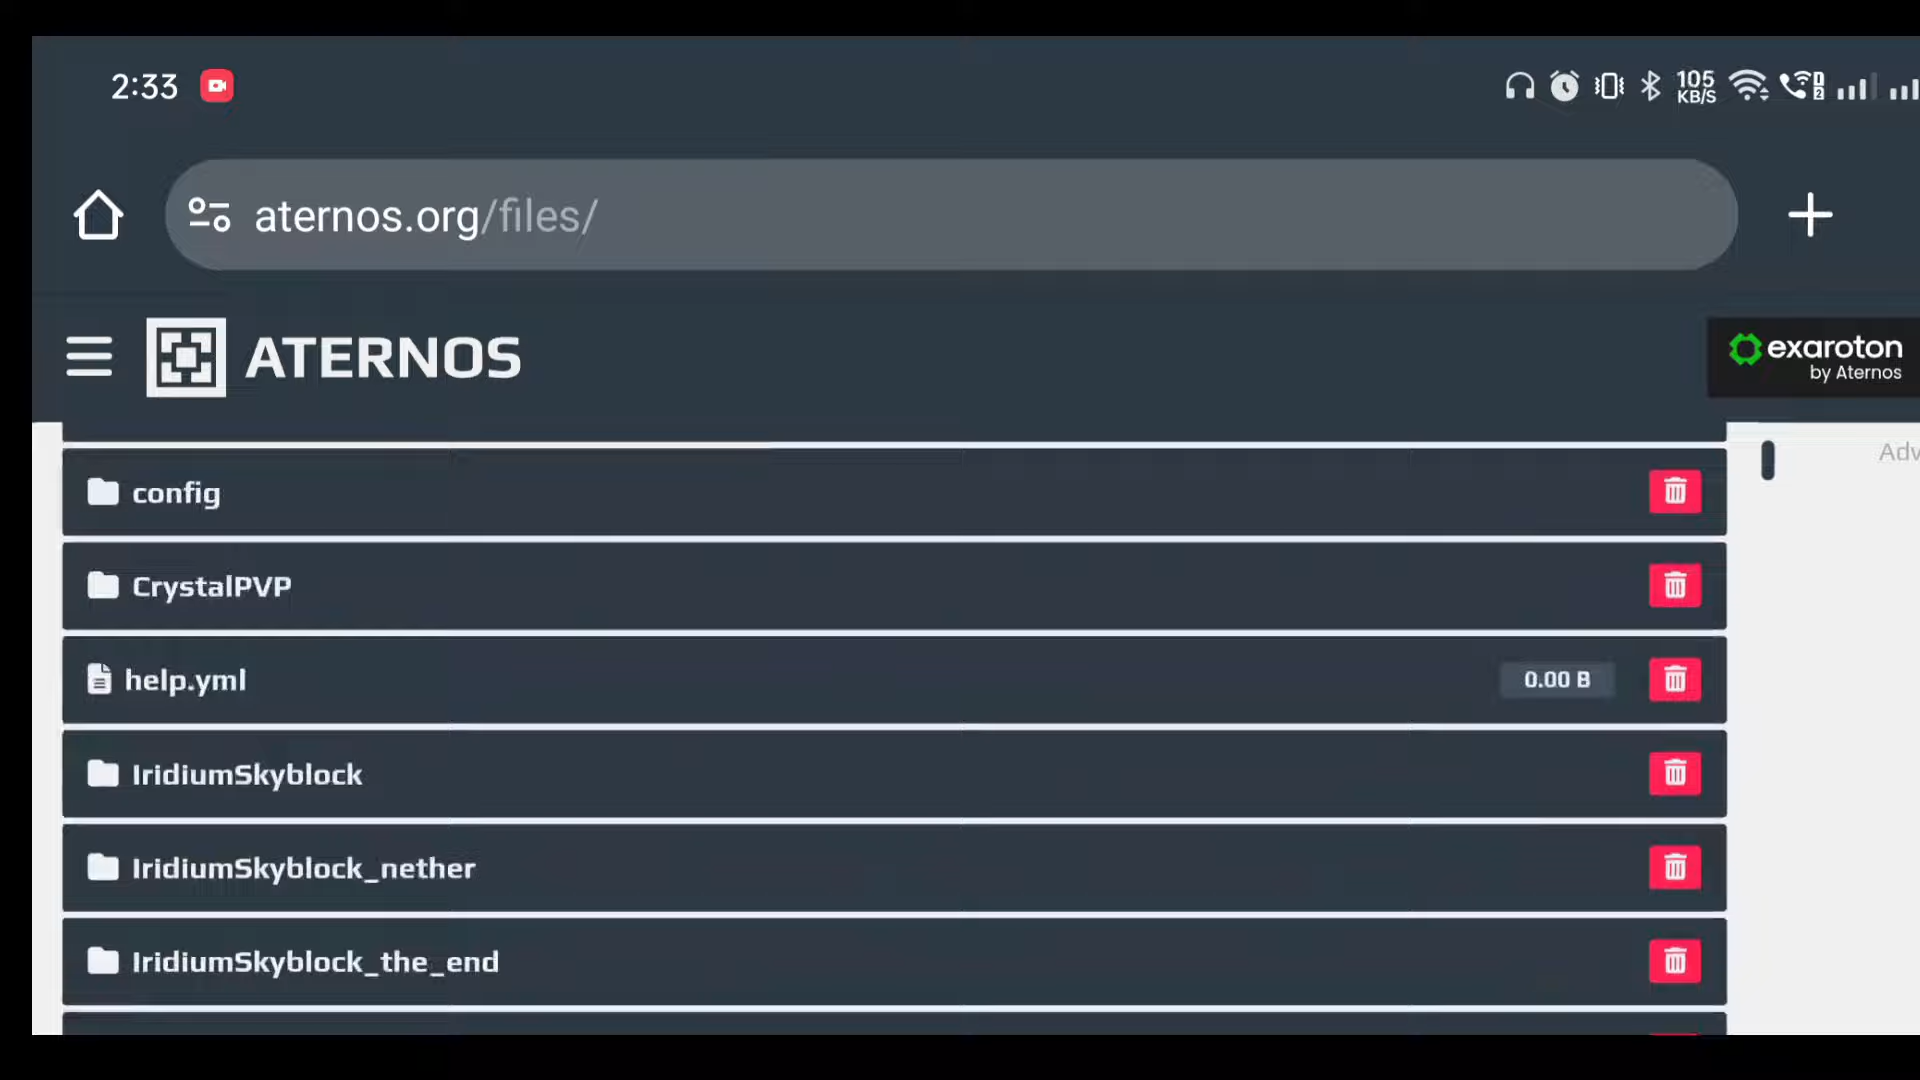 2:33
105
KB/S
aternos.org/files/
ATERNOS
exaroton
by Aternos
Adv
config
CrystalPVP
help.yml
0.00 B
IridiumSkyblock
IridiumSkyblock_nether
IridiumSkyblock_the_end